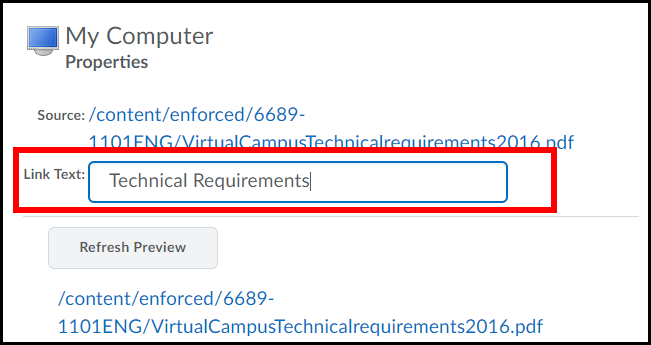 My Computer
Properties
Source: /content/enforced/6689-
1101ENG/VirtualCampusTechnicalrequirements2016.pdf
Link Text: Technical Requirements
Refresh Preview
/content/enforced/6689-
1101ENG/VirtualCampusTechnicalrequirements2016.pdf